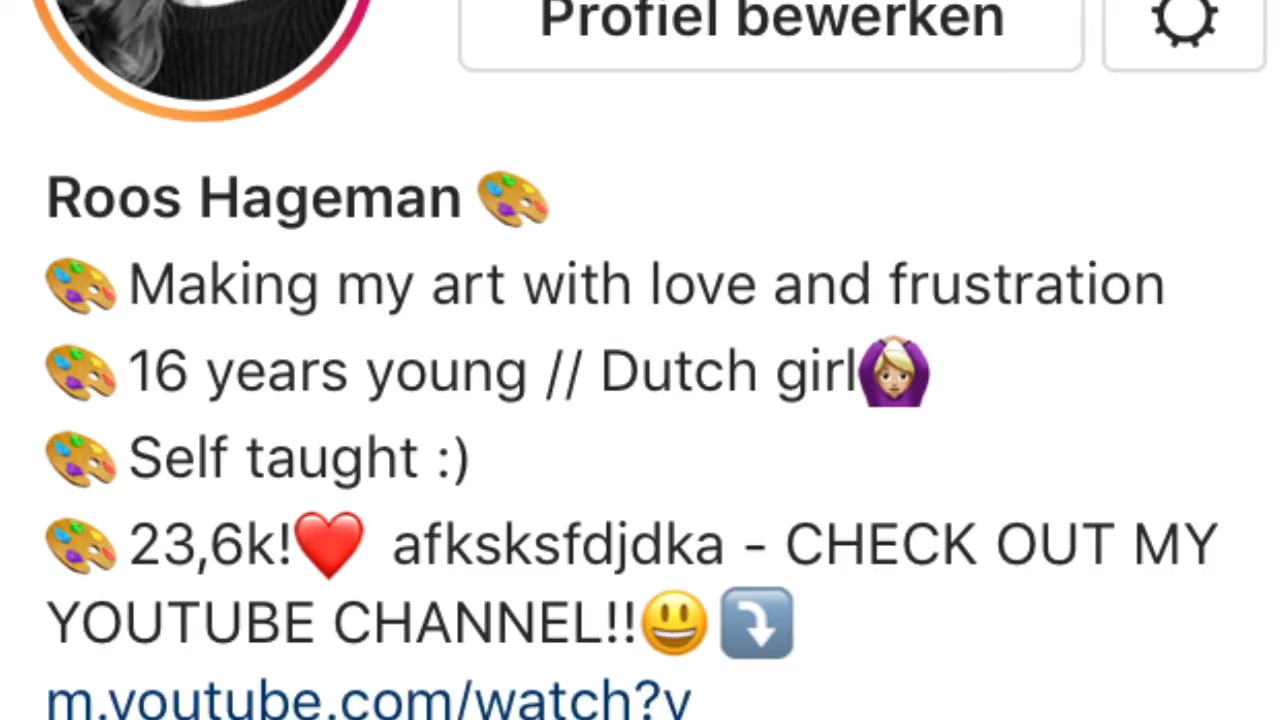 Profiel bewerken
Roos Hageman 🎨
🎨 Making my art with love and frustration
🎨 16 years young // Dutch girl🙆🏼‍♀️
🎨 Self taught :)
🎨 23,6k!❤️ afksksfdjdka - CHECK OUT MY
YOUTUBE CHANNEL!!😃⤵️
m.youtube.com/watch?v